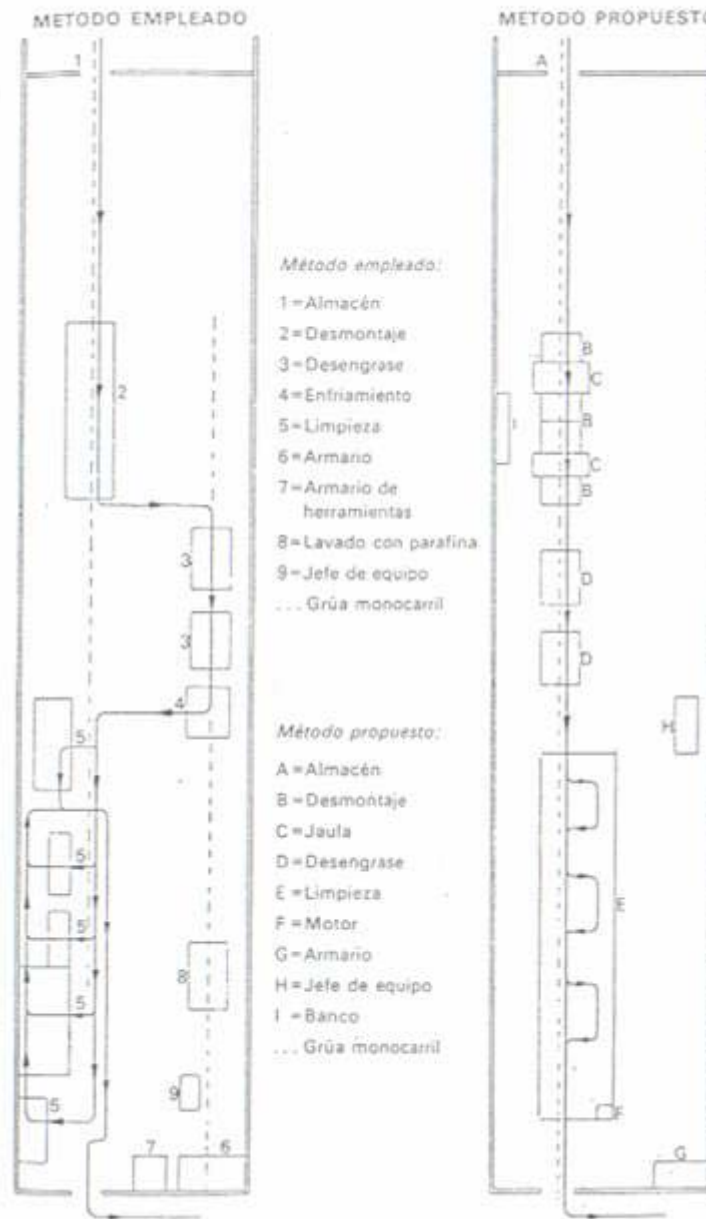 METODO EMPLEADO
1
2
3
3
4
5
5
5
5
5
8
9
7
6
Método empleado:
1=Almacén
2=Desmontaje
3=Desengrase
4=Enfriamiento
5=Limpieza
6=Armario
7=Armario de
herramientas
8=Lavado con parafina
9=Jefe de equipo
... Grúa monocarril
Método propuesto:
A=Almacén
B=Desmontaje
C=Jaula
D=Desengrase
E=Limpieza
F=Motor
G=Armario
H=Jefe de equipo
I=Banco
... Grúa monocarril
METODO PROPUESTO
A
B
C
B
I
C
B
D
D
H
E
F
G